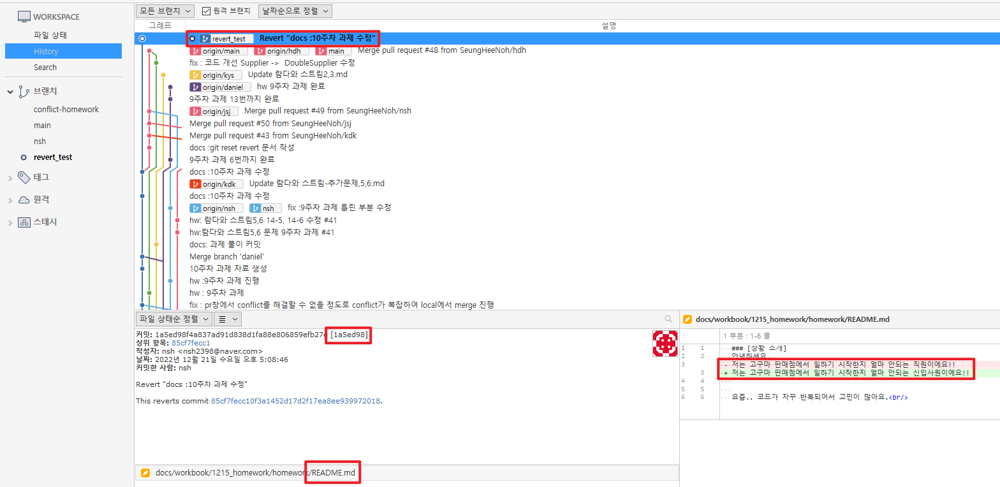 WORKSPACE
파일 상태
History
Search
브랜치
conflict-homework
main
nsh
revert_test
태그
원격
스태시
모든 브랜치 원격 브랜치 날짜순으로 정렬
그래프 설명
revert_test Revert "docs :10주차 과제 수정"
origin/main origin/hdh main Merge pull request #48 from SeungHeeNoh/hdh
fix : 코드 개선 Supplier -> DoubleSupplier 수정
origin/kys Update 람다와 스트림2,3.md
origin/daniel hw 9주차 과제 완료
9주차 과제 13번까지 완료
origin/jsj Merge pull request #49 from SeungHeeNoh/nsh
Merge pull request #50 from SeungHeeNoh/jsj
Merge pull request #43 from SeungHeeNoh/kdk
docs :git reset revert 문서 작성
9주차 과제 6번까지 완료
docs :10주차 과제 수정
origin/kdk Update 람다와 스트림-추가문제,5,6.md
docs :10주차 과제 수정
origin/nsh nsh fix :9주차 과제 틀린 부분 수정
hw: 람다와 스트림5,6 14-5, 14-6 수정 #41
hw:람다와 스트림5,6 문제 9주차 과제 #41
docs: 과제 풀이 커밋
Merge branch 'daniel'
10주차 과제 자료 생성
hw :9주차 과제 진행
hw : 9주차 과제
fix : pr창에서 conflict를 해결할 수 없을 정도로 conflict가 복잡하여 local에서 merge 진행
파일 상태순 정렬
커밋: 1a5ed98f4a837ad91d838d1fa88e806859efb27e [1a5ed98]
상위 항목: 85cf7fecc1
작성자: nsh <nsh2398@naver.com>
날짜: 2022년 12월 21일 수요일 오후 5:08:46
커밋한 사람: nsh
Revert "docs :10주차 과제 수정"
This reverts commit 85cf7fecc10f3a1452d17d2f17ea8ee939972018.
docs/workbook/1215_homework/homework/README.md
docs/workbook/1215_homework/homework/README.md
1 부분 : 1-6 줄
1 1 ### [상황 소개]
2 2 안녕하세요.
3 - 저는 고구마 판매점에서 일하기 시작한지 얼마 안되는 직원이에요!!
3 + 저는 고구마 판매점에서 일하기 시작한지 얼마 안되는 신입사원이에요!!
4 4
5 5
6 6 요즘.. 코드가 자꾸 반복되어서 고민이 많아요.<br/>